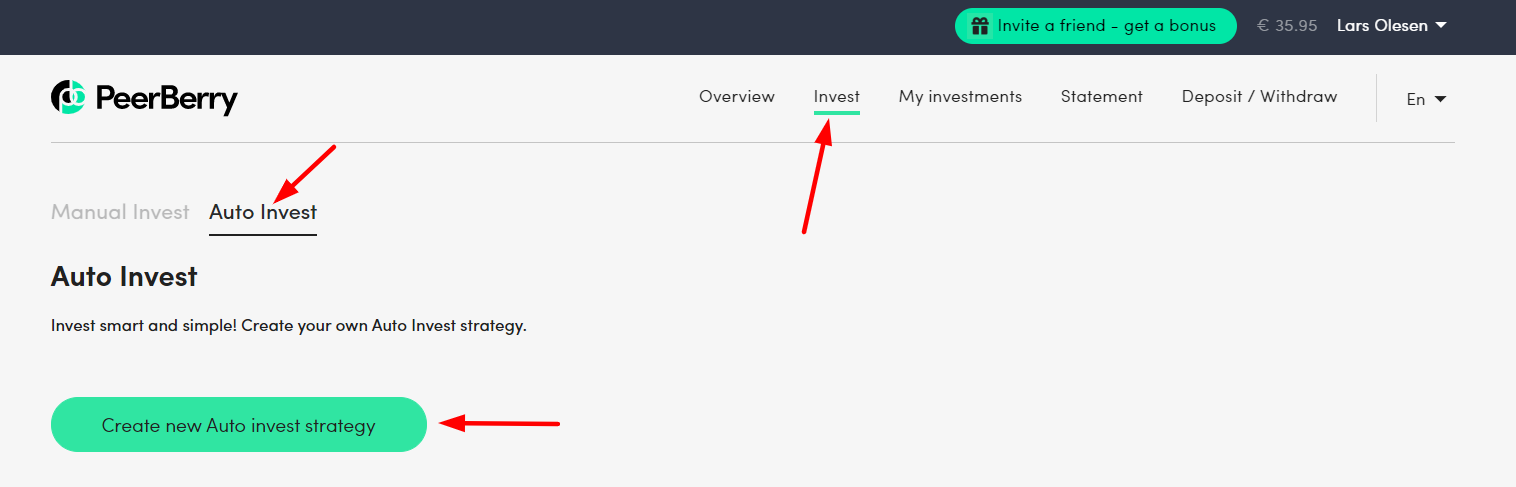 Invite a friend - get a bonus € 35.95 Lars Olesen
PeerBerry Overview Invest My investments Statement Deposit / Withdraw En
Manual Invest Auto Invest
Auto Invest
Invest smart and simple! Create your own Auto Invest strategy.
Create new Auto invest strategy